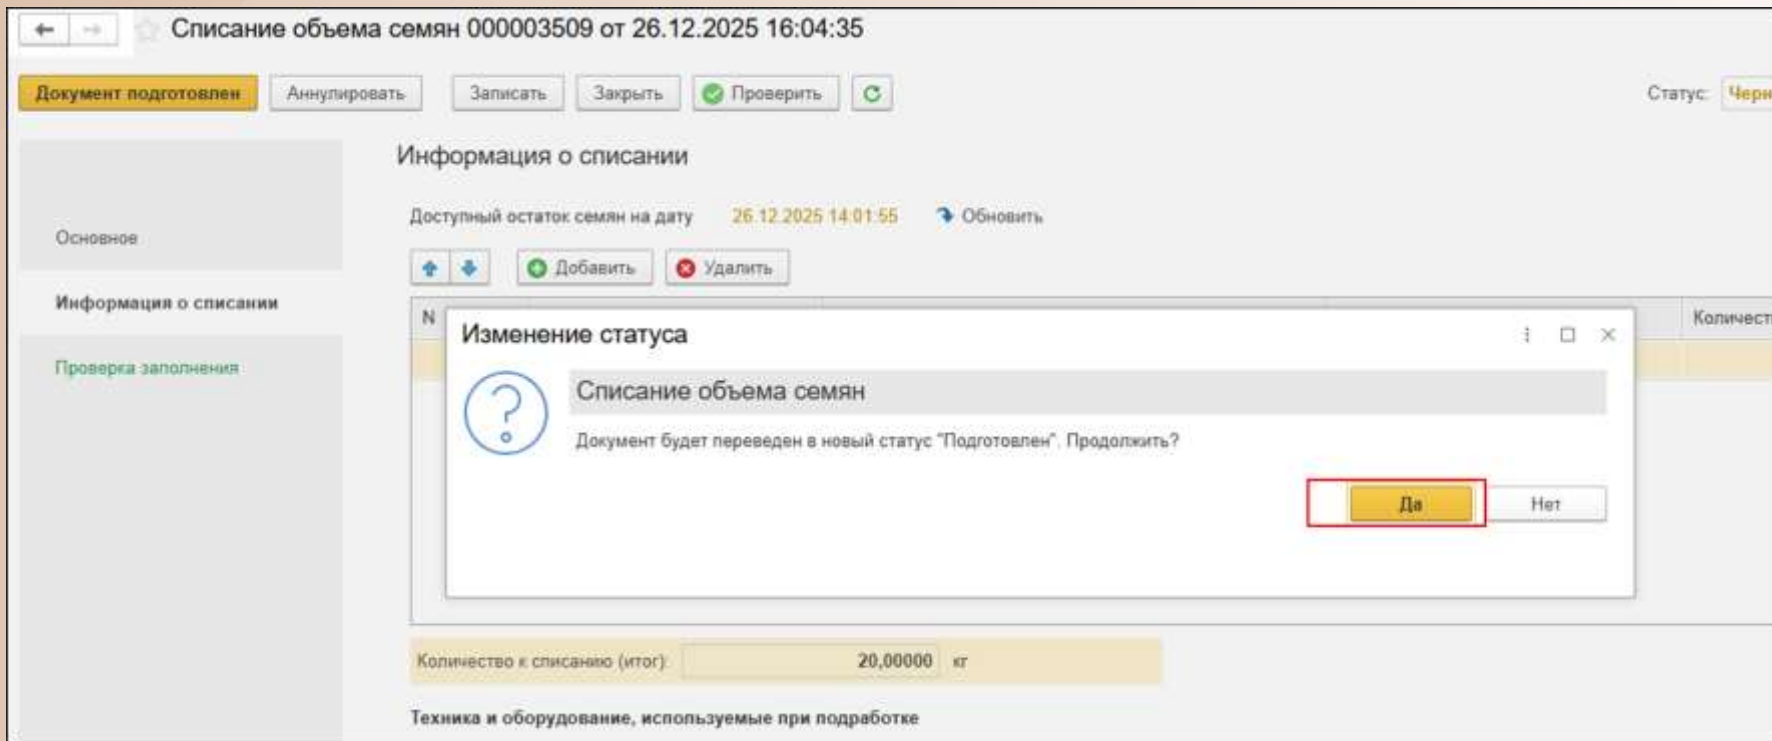 Списание объема семян 000003509 от 26.12.2025 16:04:35
Документ подготовлен Аннулировать Записать Закрыть Проверить Статус: Черн
Информация о списании
Доступный остаток семян на дату 26.12.2025 14:01:55 Обновить
Основное
Добавить Удалить
Информация о списании
N Количест
Изменение статуса
Проверка заполнения
Списание объема семян
Документ будет переведен в новый статус "Подготовлен". Продолжить?
Да Нет
Количество к списанию (итог): 20,00000 кг
Техника и оборудование, используемые при подработке